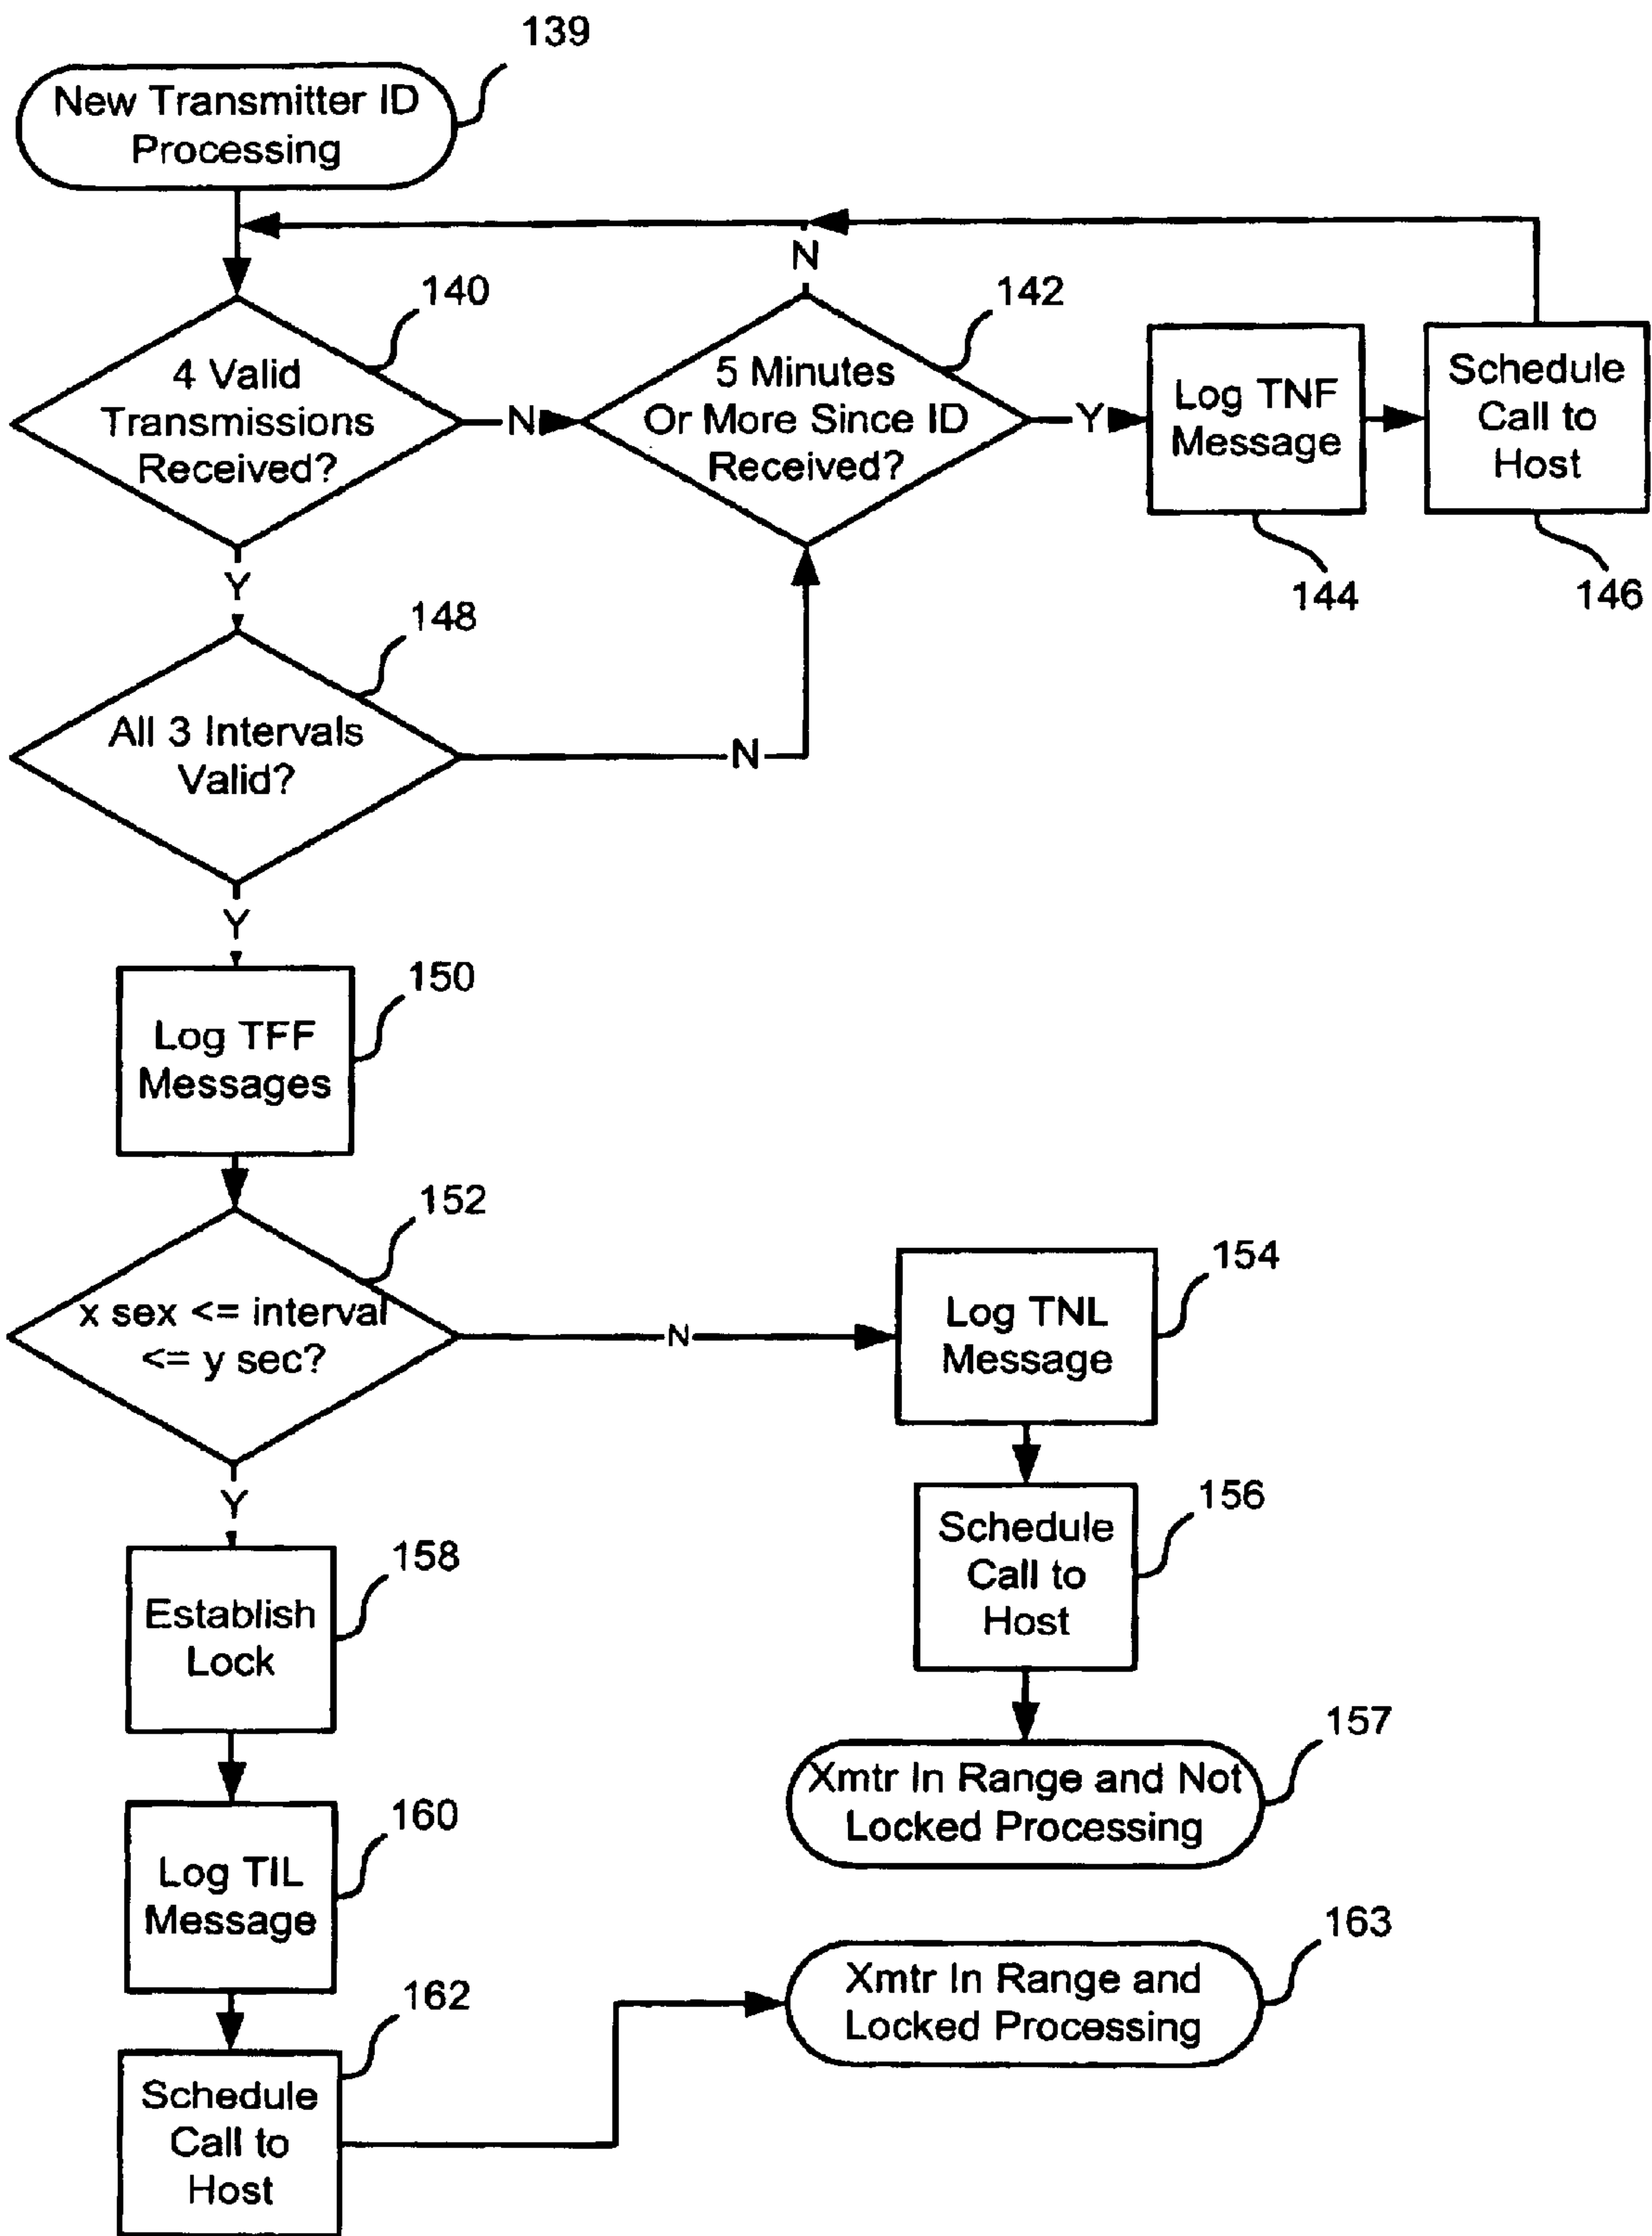 139
New Transmitter ID
Processing
140
4 Valid
Transmissions
Received?
N
142
5 Minutes
Or More Since ID
Received?
N
Y
Log TNF
Message
144
Schedule
Call to
Host
146
Y
148
All 3 Intervals
Valid?
N
Y
150
Log TFF
Messages
152
x sex <= interval
<= y sec?
N
154
Log TNL
Message
156
Schedule
Call to
Host
157
Xmtr In Range and Not
Locked Processing
Y
158
Establish
Lock
160
Log TIL
Message
162
Schedule
Call to
Host
163
Xmtr In Range and
Locked Processing